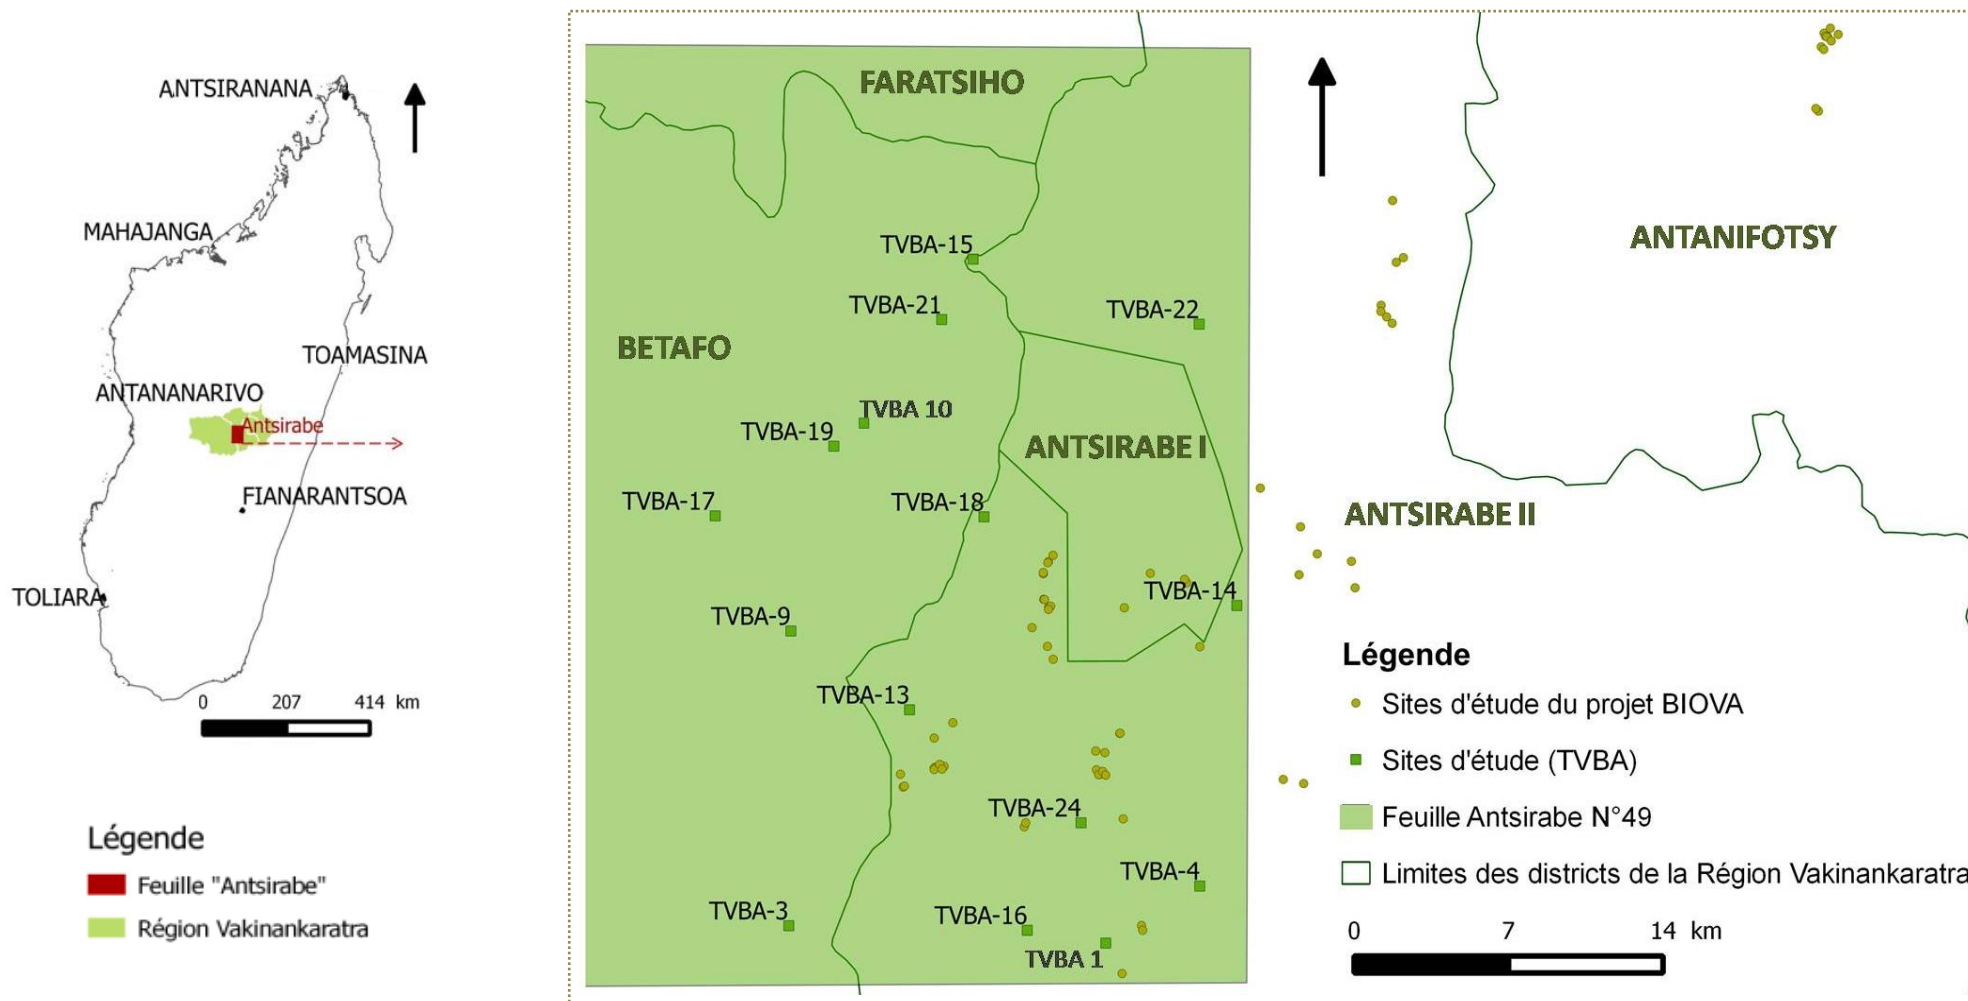 ANTSIRANANA
MAHAJANGA
TOAMASINA
ANTANANARIVO
Antsirabe
FIANARANTSOA
TOLIARA
0 207 414 km
Légende
Feuille "Antsirabe"
Région Vakinankaratra
FARATSIHO
ANTANIFOTSY
TVBA-15
TVBA-21
TVBA-22
BETAFO
TVBA 10
TVBA-19
ANTSIRABE I
TVBA-17
TVBA-18
ANTSIRABE II
TVBA-14
TVBA-9
TVBA-13
TVBA-24
TVBA-4
TVBA-3
TVBA-16
TVBA 1
Légende
Sites d'étude du projet BIOVA
Sites d'étude (TVBA)
Feuille Antsirabe N°49
Limites des districts de la Région Vakinankaratra
0 7 14 km